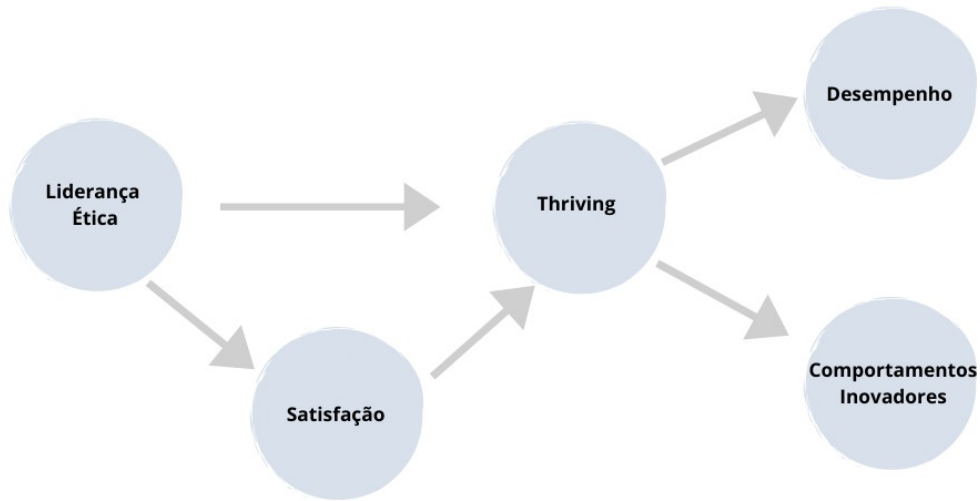 Liderança
Ética
Satisfação
Thriving
Desempenho
Comportamentos
Inovadores